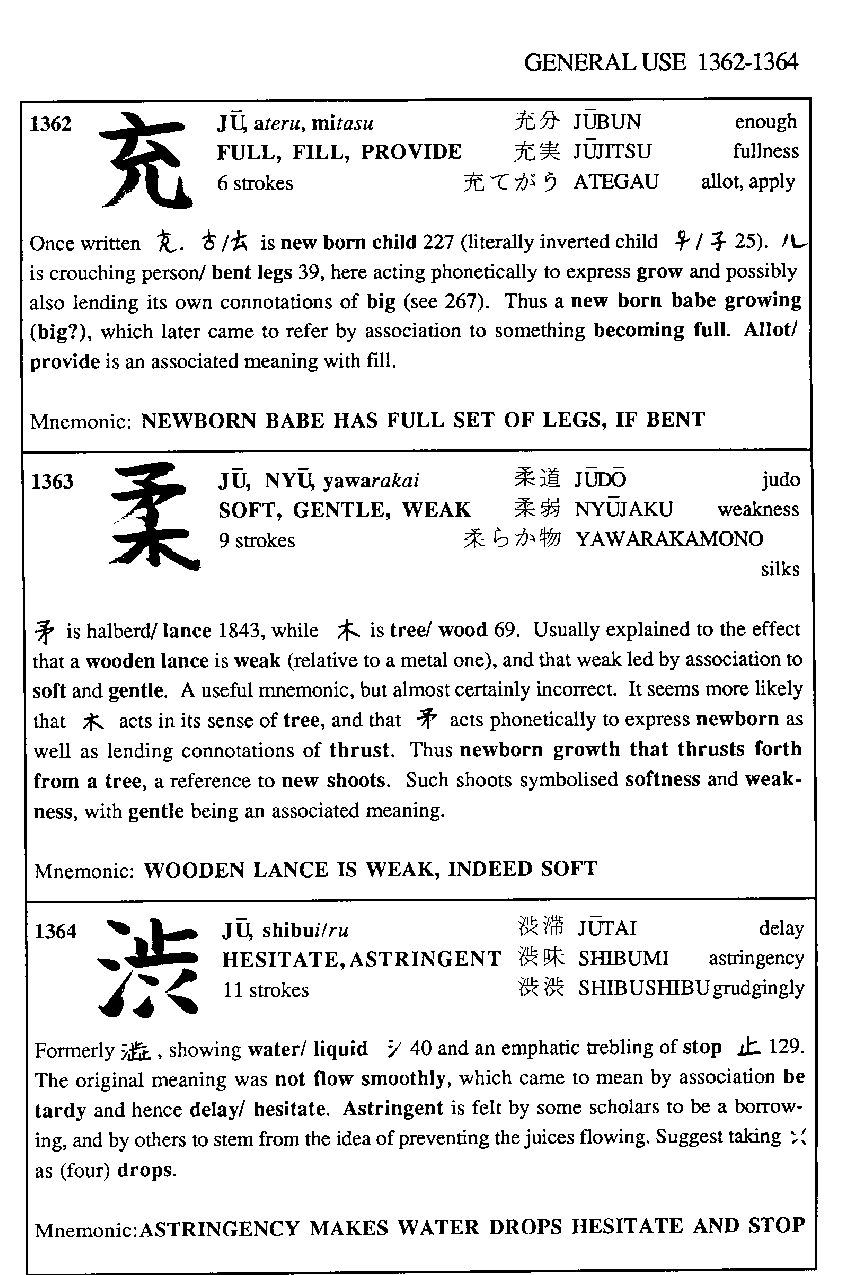 GENERAL USE 1362-1364
1362 充 JŪ, ateru, mitasu 充分 JŪBUN enough
FULL, FILL, PROVIDE 充実 JŪJITSU fullness
6 strokes 充てがう ATEGAU allot, apply
Once written 𠫓. 古/𠫓 is new born child 227 (literally inverted child 子 25). 儿
is crouching person/ bent legs 39, here acting phonetically to express grow and possibly
also lending its own connotations of big (see 267). Thus a new born babe growing
(big?), which later came to refer by association to something becoming full. Allot/
provide is an associated meaning with fill.
Mnemonic: NEWBORN BABE HAS FULL SET OF LEGS, IF BENT
1363 柔 JŪ, NYŪ, yawarakai 柔道 JŪDŌ judo
SOFT, GENTLE, WEAK 柔弱 NYŪJAKU weakness
9 strokes 柔らか物 YAWARAKAMONO
silks
矛 is halberd/ lance 1843, while 木 is tree/ wood 69. Usually explained to the effect
that a wooden lance is weak (relative to a metal one), and that weak led by association to
soft and gentle. A useful mnemonic, but almost certainly incorrect. It seems more likely
that 木 acts in its sense of tree, and that 矛 acts phonetically to express newborn as
well as lending connotations of thrust. Thus newborn growth that thrusts forth
from a tree, a reference to new shoots. Such shoots symbolised softness and weak-
ness, with gentle being an associated meaning.
Mnemonic: WOODEN LANCE IS WEAK, INDEED SOFT
1364 渋 JŪ, shibui/ru 渋滞 JŪTAI delay
HESITATE, ASTRINGENT 渋味 SHIBUMI astringency
11 strokes 渋渋 SHIBUSHIBU grudgingly
Formerly 澁, showing water/ liquid 氵 40 and an emphatic trebling of stop 止 129.
The original meaning was not flow smoothly, which came to mean by association be
tardy and hence delay/ hesitate. Astringent is felt by some scholars to be a borrow-
ing, and by others to stem from the idea of preventing the juices flowing. Suggest taking
as (four) drops.
Mnemonic: ASTRINGENCY MAKES WATER DROPS HESITATE AND STOP